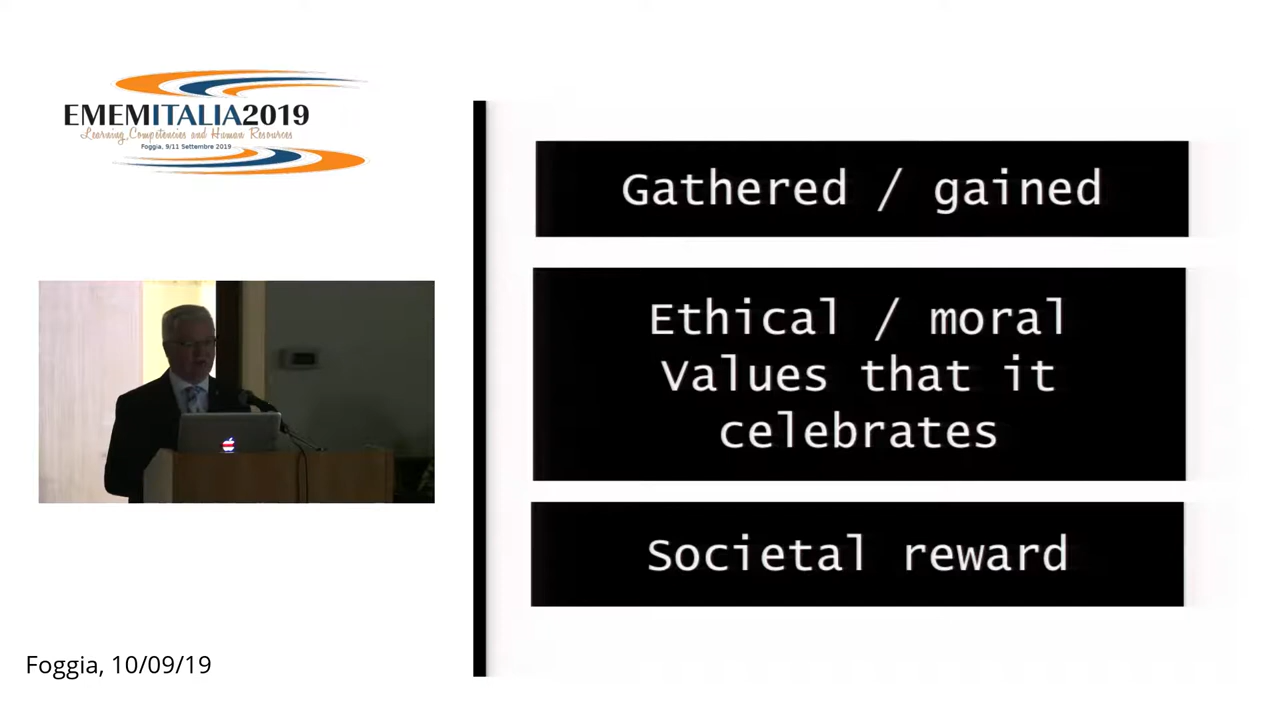 EMEMITALIA2019
Learning, Competencies and Human Resources
Foggia, 9/11 Settembre 2019
Gathered / gained
Ethical / moral
Values that it
celebrates
Societal reward
Foggia, 10/09/19